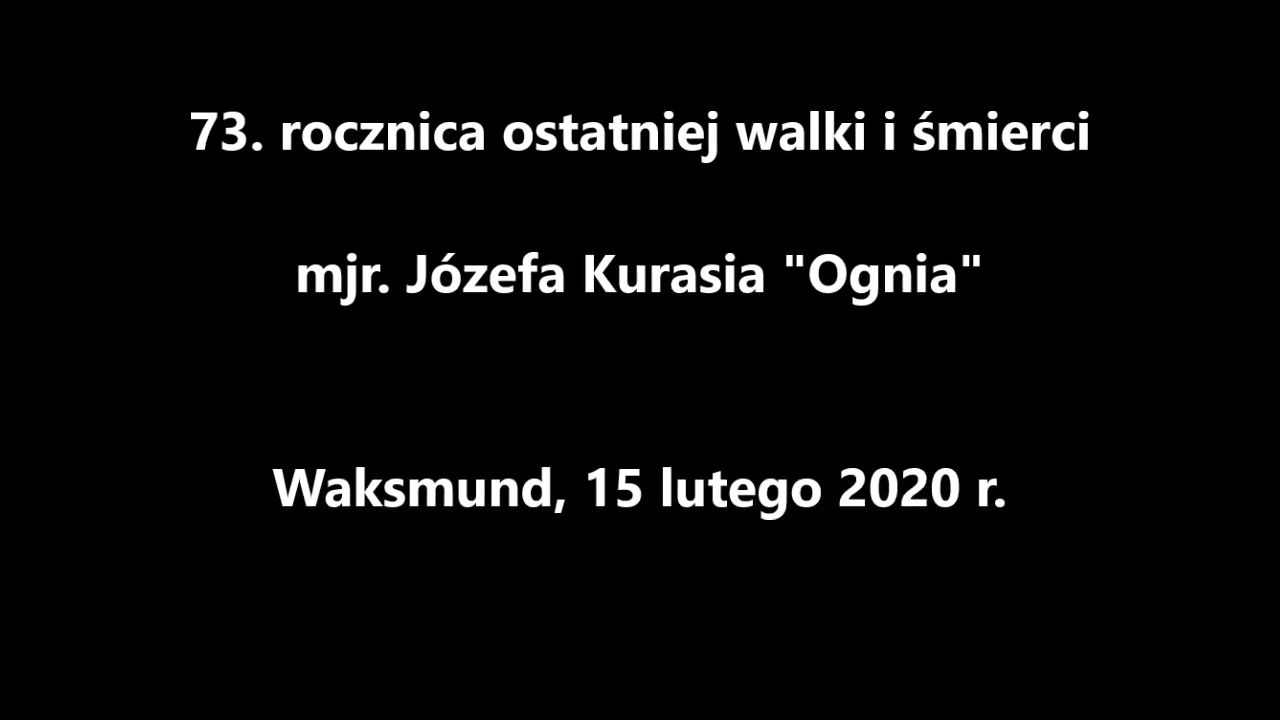 73. rocznica ostatniej walki i śmierci
mjr. Józefa Kurasia "Ognia"
Waksmund, 15 lutego 2020 r.